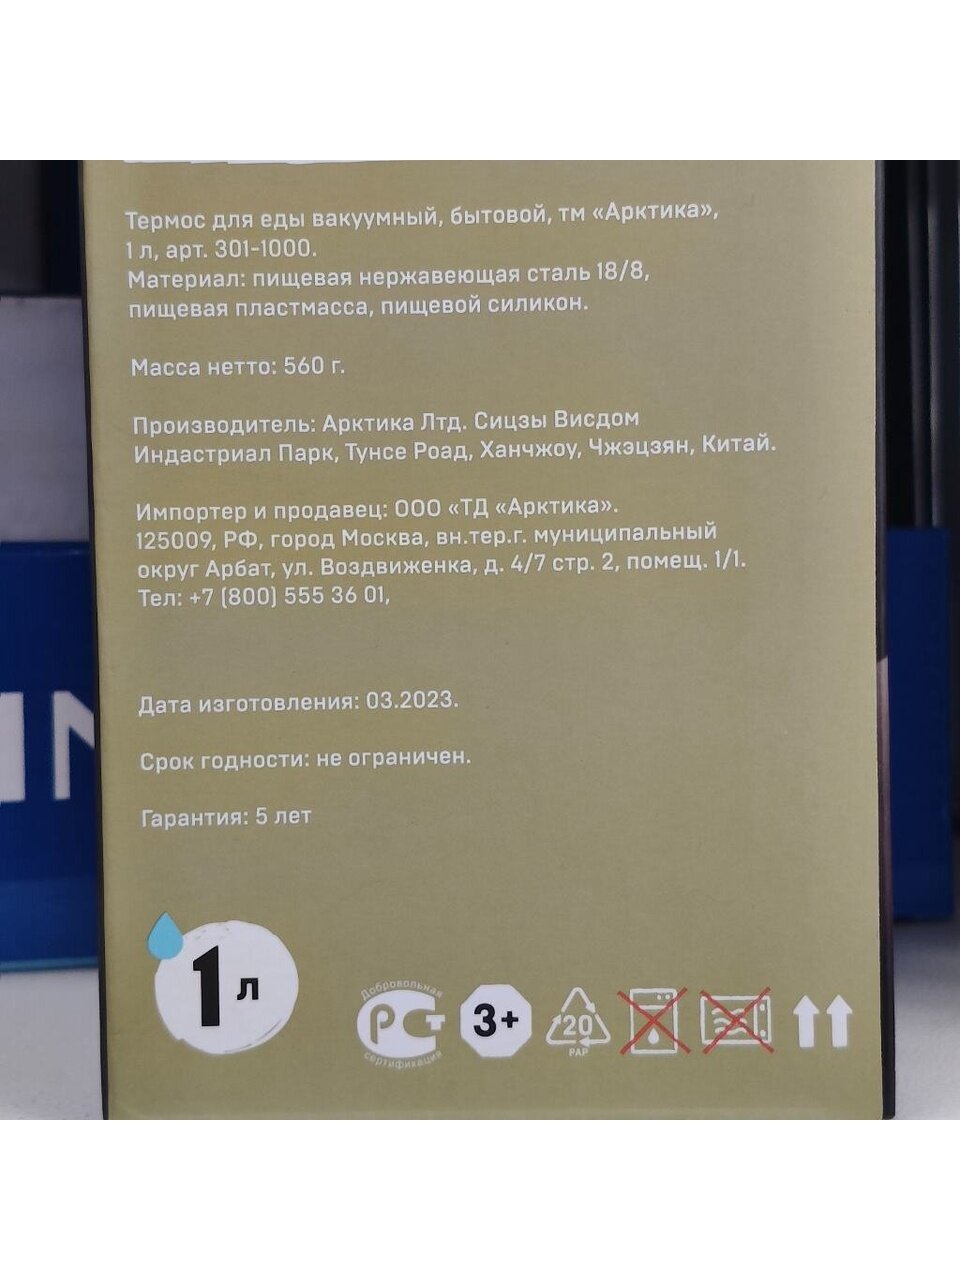 Термос для еды вакуумный, бытовой, тм «Арктика»,
1 л, арт. 301-1000.
Материал: пищевая нержавеющая сталь 18/8,
пищевая пластмасса, пищевой силикон.
Масса нетто: 560 г.
Производитель: Арктика Лтд. Сицзы Висдом
Индастриал Парк, Тунсе Роад, Ханчжоу, Чжэцзян, Китай.
Импортер и продавец: ООО «ТД «Арктика».
125009, РФ, город Москва, вн.тер.г. муниципальный
округ Арбат, ул. Воздвиженка, д. 4/7 стр. 2, помещ. 1/1.
Тел: +7 (800) 555 36 01,
Дата изготовления: 03.2023.
Срок годности: не ограничен.
Гарантия: 5 лет
1 л
Добровольная
РСТ
сертификация
3+
20
PAP
IN